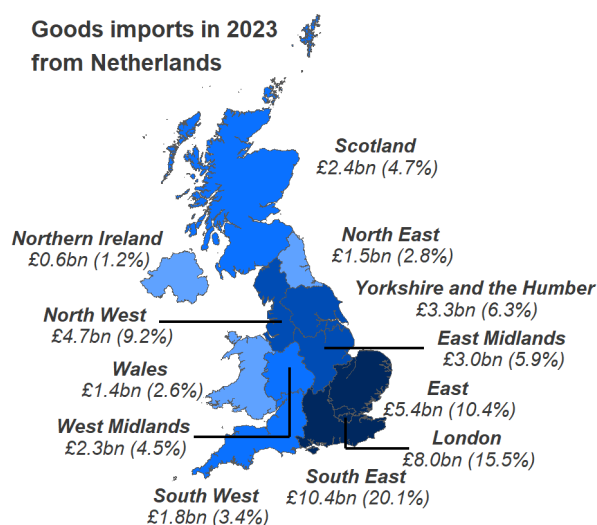 Goods imports in 2023
from Netherlands
Scotland
£2.4bn (4.7%)
Northern Ireland
£0.6bn (1.2%)
North East
£1.5bn (2.8%)
Yorkshire and the Humber
£3.3bn (6.3%)
North West
£4.7bn (9.2%)
East Midlands
£3.0bn (5.9%)
Wales
£1.4bn (2.6%)
East
£5.4bn (10.4%)
West Midlands
£2.3bn (4.5%)
London
£8.0bn (15.5%)
South East
£10.4bn (20.1%)
South West
£1.8bn (3.4%)